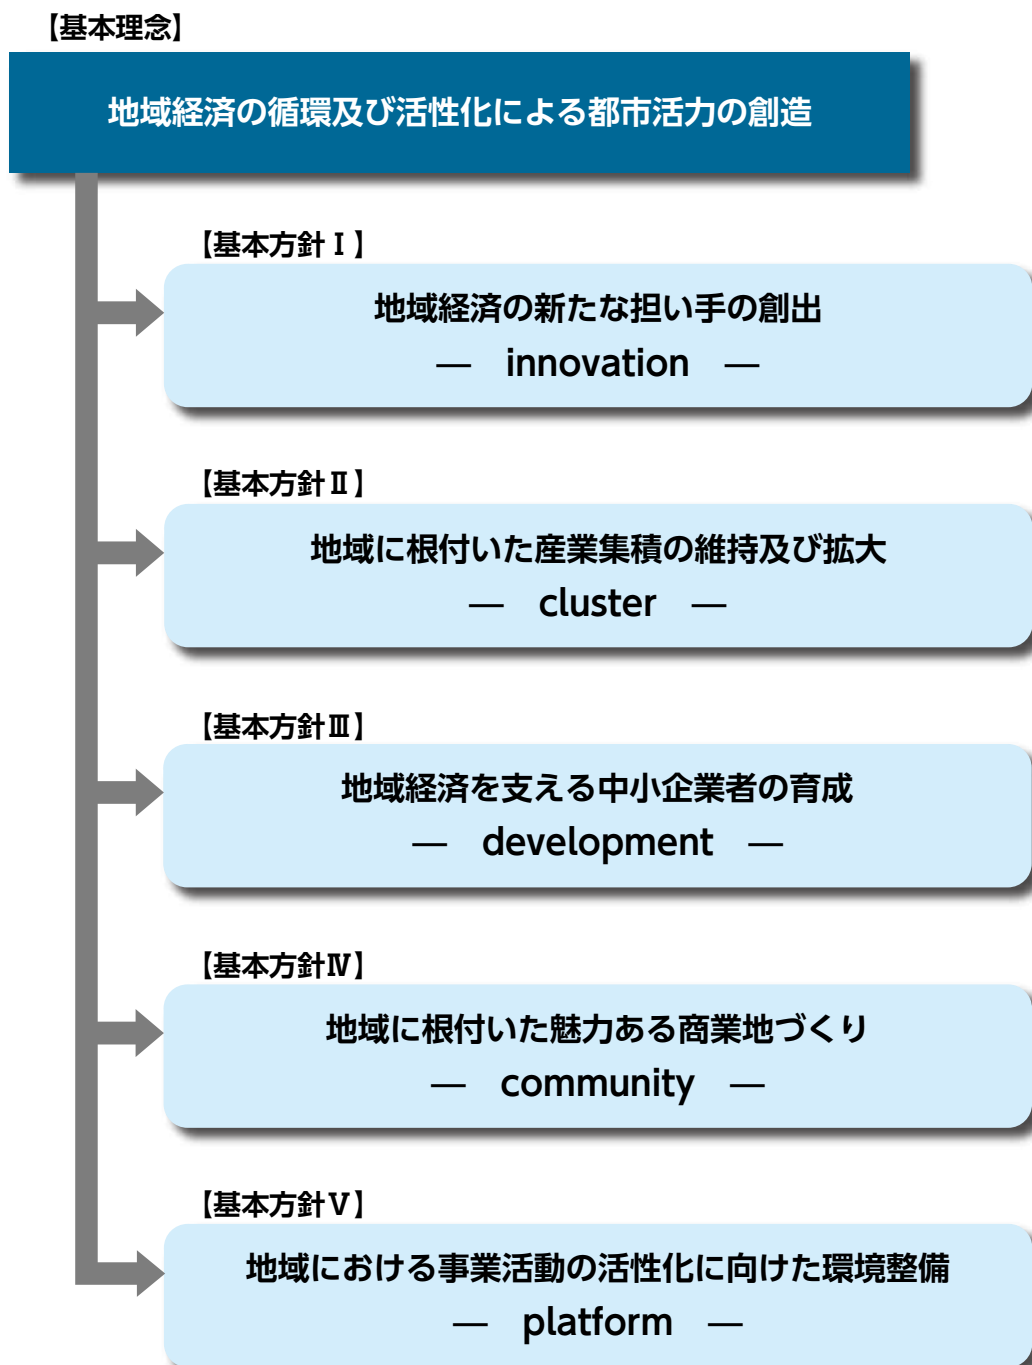 【基本理念】
地域経済の循環及び活性化による都市活力の創造
【基本方針Ⅰ】
地域経済の新たな担い手の創出
― innovation ―
【基本方針Ⅱ】
地域に根付いた産業集積の維持及び拡大
― cluster ―
【基本方針Ⅲ】
地域経済を支える中小企業者の育成
― development ―
【基本方針Ⅳ】
地域に根付いた魅力ある商業地づくり
― community ―
【基本方針Ⅴ】
地域における事業活動の活性化に向けた環境整備
― platform ―